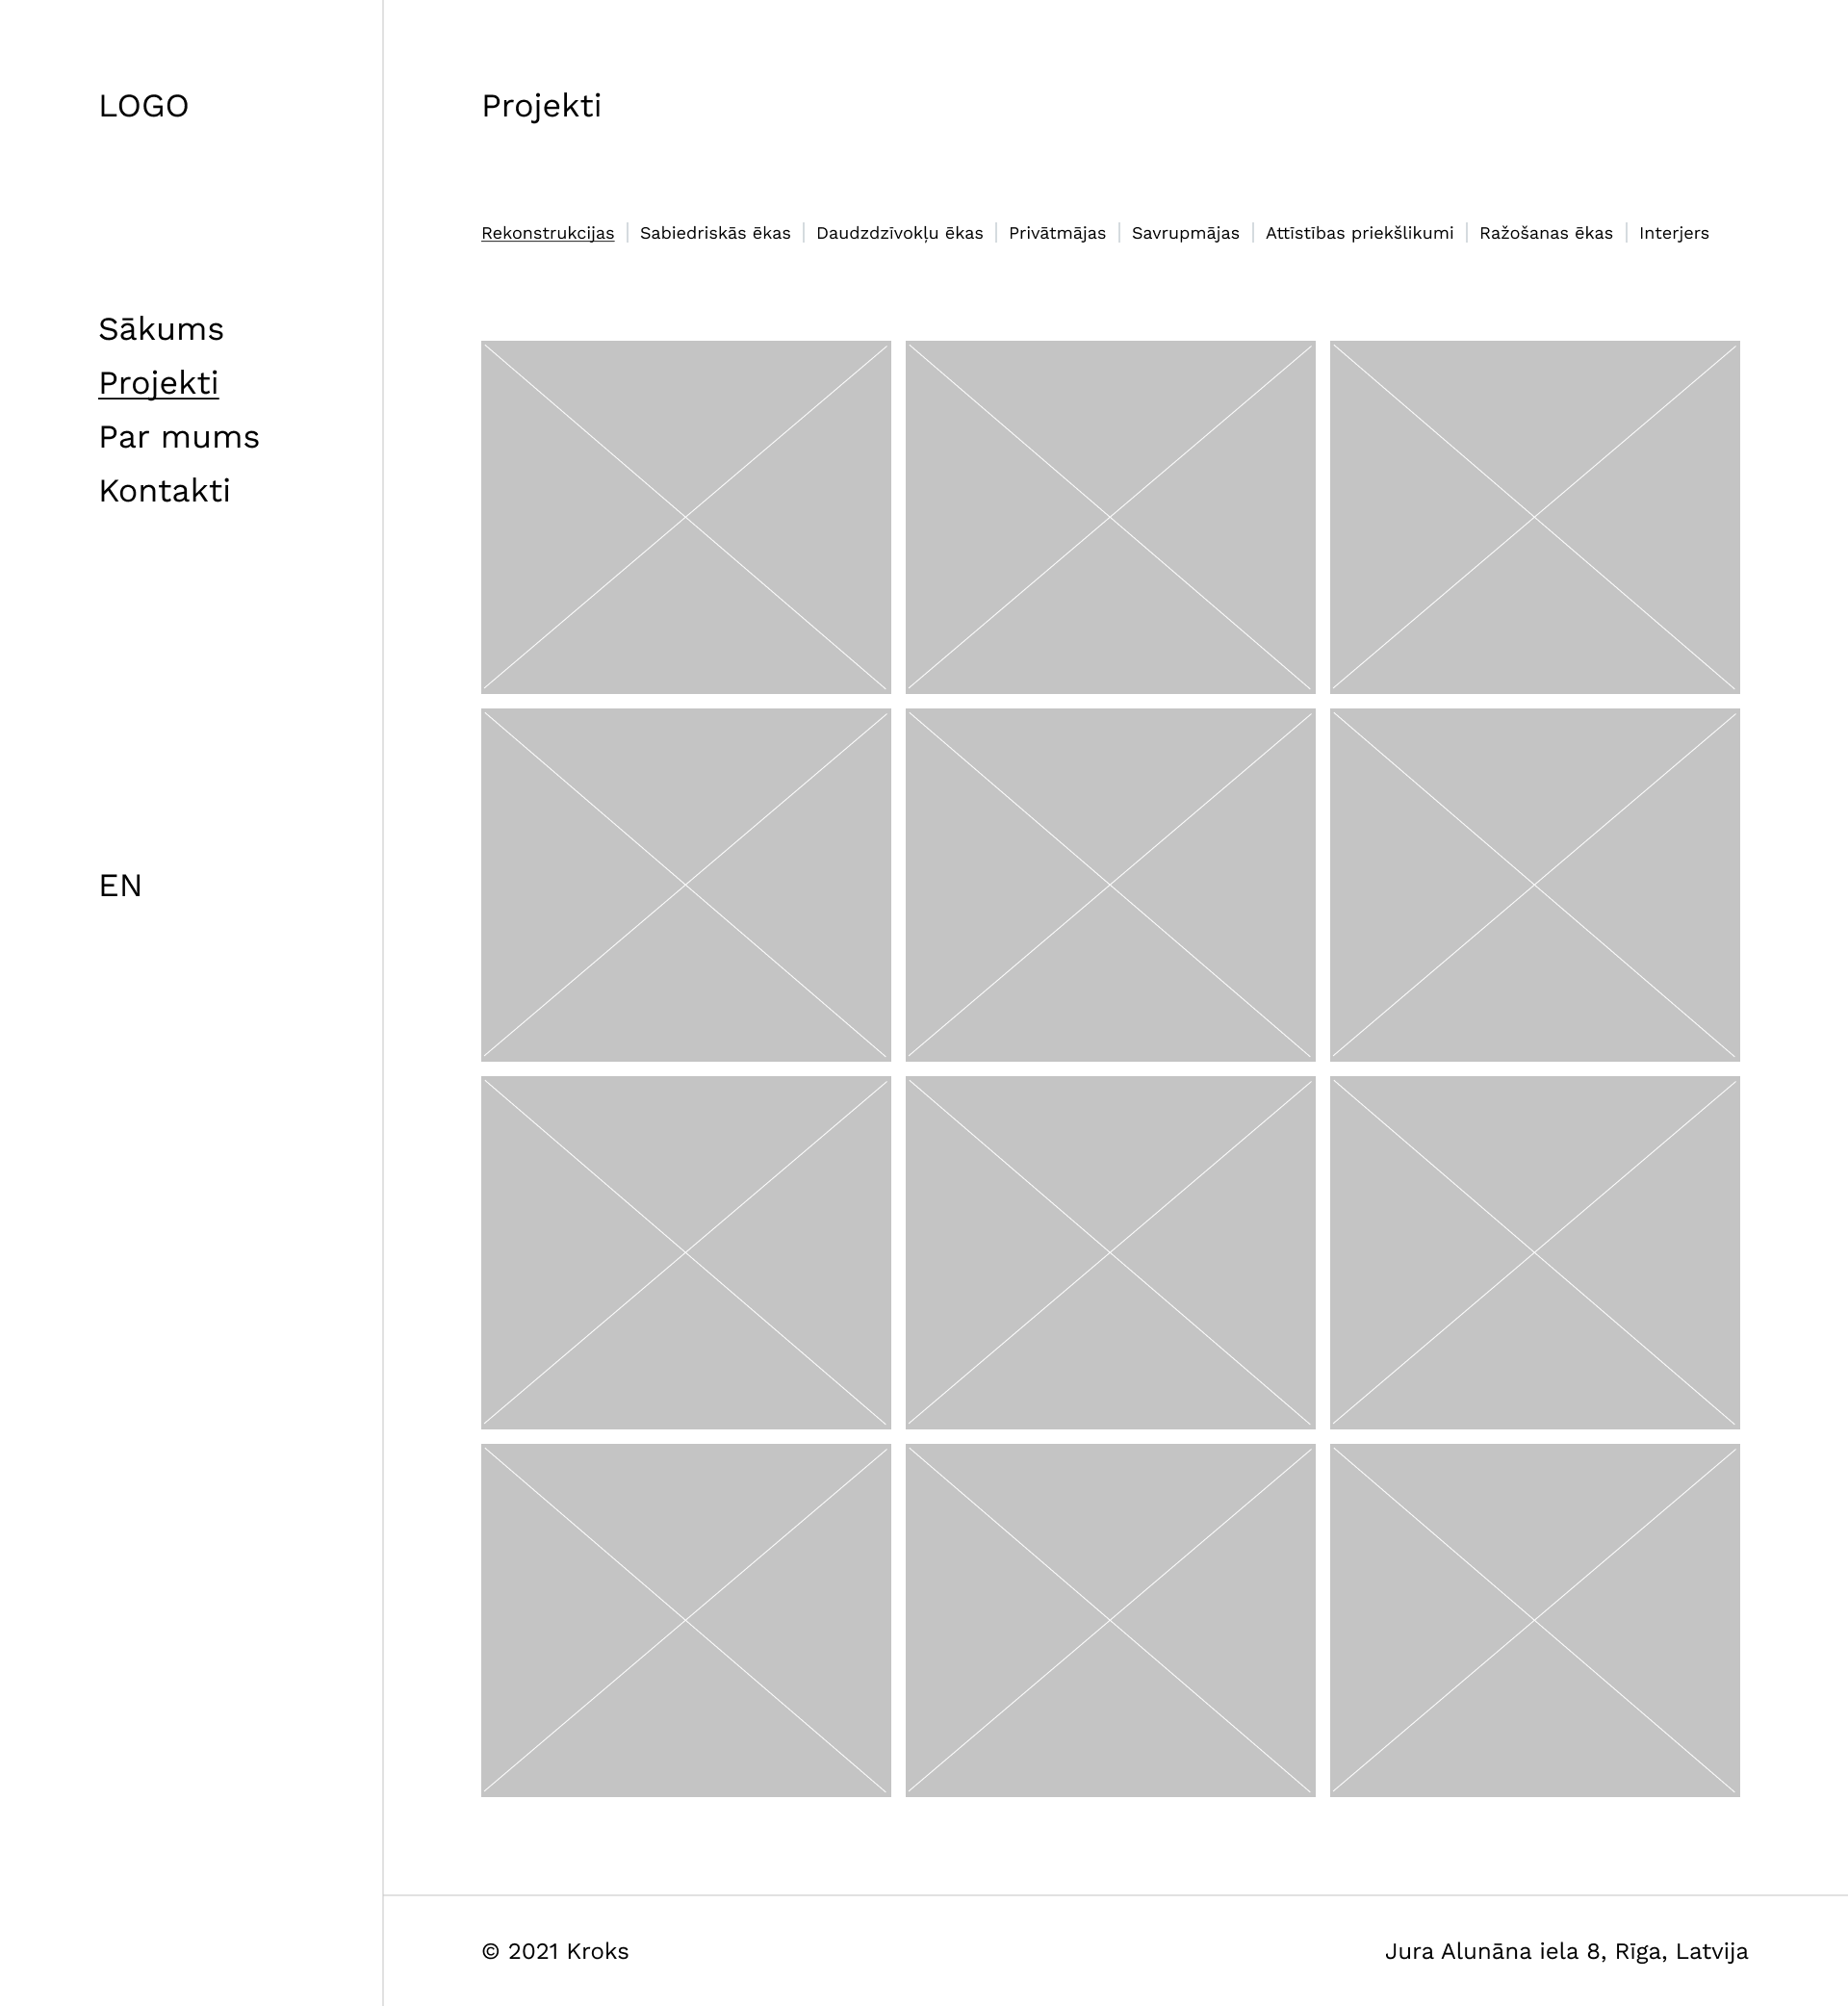 LOGO
Sākums
Projekti
Par mums
Kontakti
EN
Projekti
Rekonstrukcijas | Sabiedriskās ēkas | Daudzdzīvokļu ēkas | Privātmājas | Savrupmājas | Attīstības priekšlikumi | Ražošanas ēkas | Interjers
© 2021 Kroks
Jura Alunāna iela 8, Rīga, Latvija